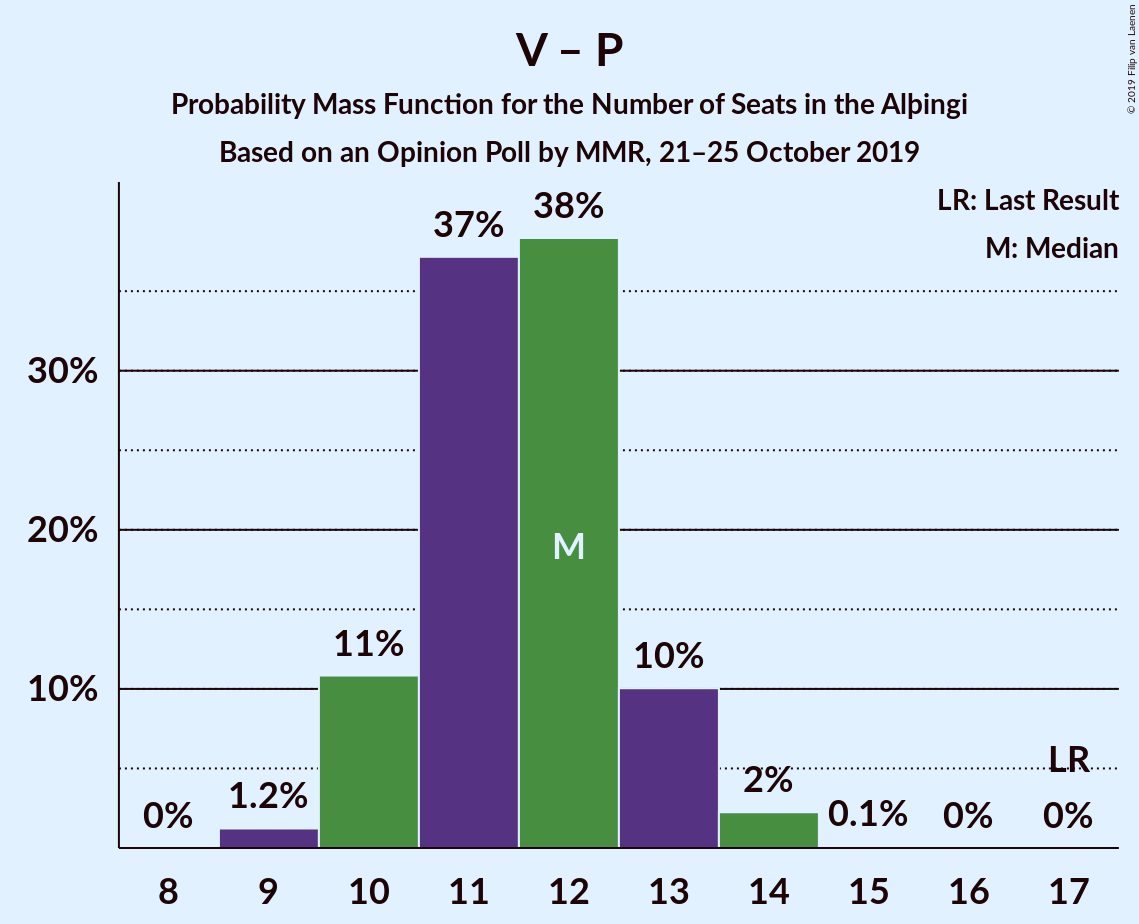 V – P
Probability Mass Function for the Number of Seats in the Alþingi
Based on an Opinion Poll by MMR, 21–25 October 2019
© 2019 Filip van Laenen
LR: Last Result
M: Median
38%
37%
30%
M
20%
11%
10%
10%
LR
2%
1.2%
0%
0.1%
0%
0%
8 9 10 11 12 13 14 15 16 17